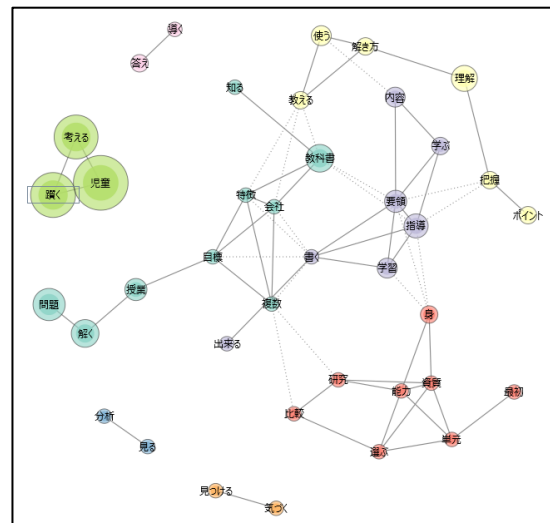 導く
使う
解き方
答え
理解
知る
教える
内容
考える
学ぶ
教科書
児童
把握
躓く
特徴
会社
要領
ポイント
指導
目標
書く
学習
授業
問題
複数
身
解く
出来る
研究
資質
能力
最初
分析
比較
見る
単元
選ぶ
見つける
気づく